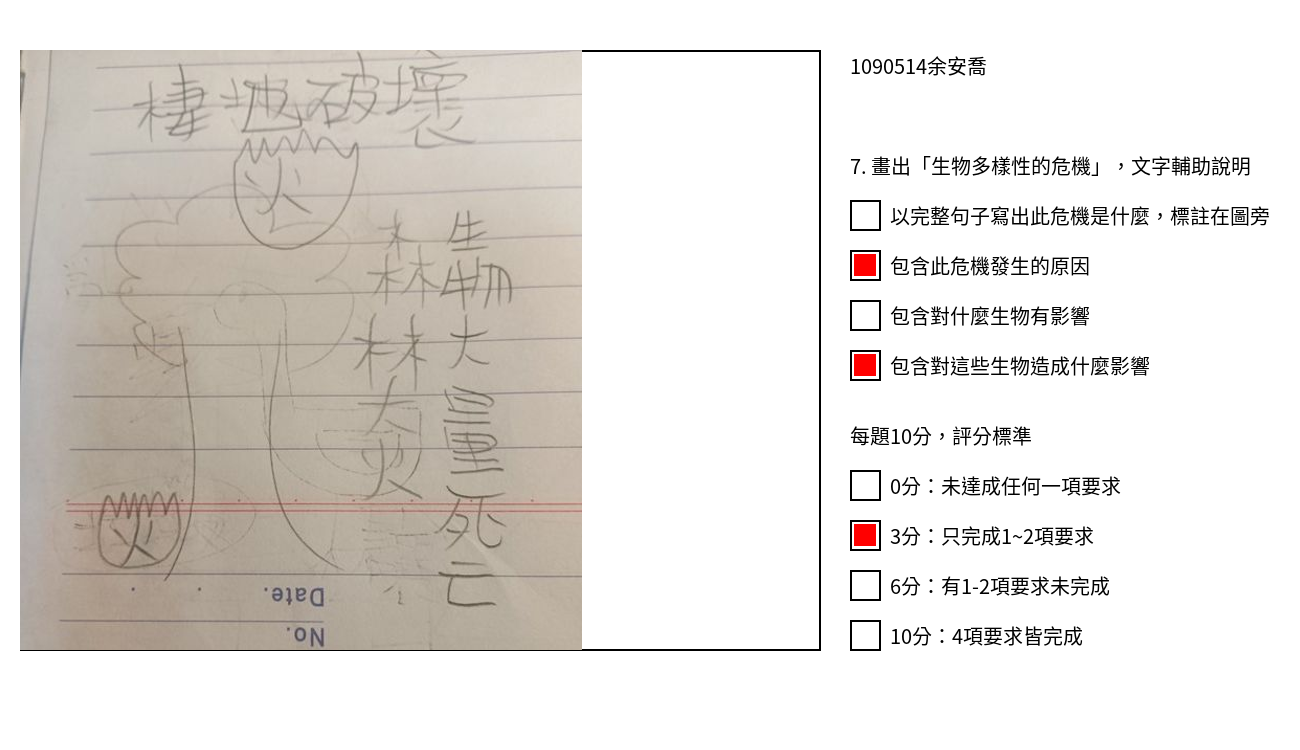 棲地破壞
火
森林大火
生物大量死亡
火
Date.
No.
1090514余安喬
7. 畫出「生物多樣性的危機」，文字輔助說明
以完整句子寫出此危機是什麼，標註在圖旁
包含此危機發生的原因
包含對什麼生物有影響
包含對這些生物造成什麼影響
每題10分，評分標準
0分：未達成任何一項要求
3分：只完成1~2項要求
6分：有1-2項要求未完成
10分：4項要求皆完成